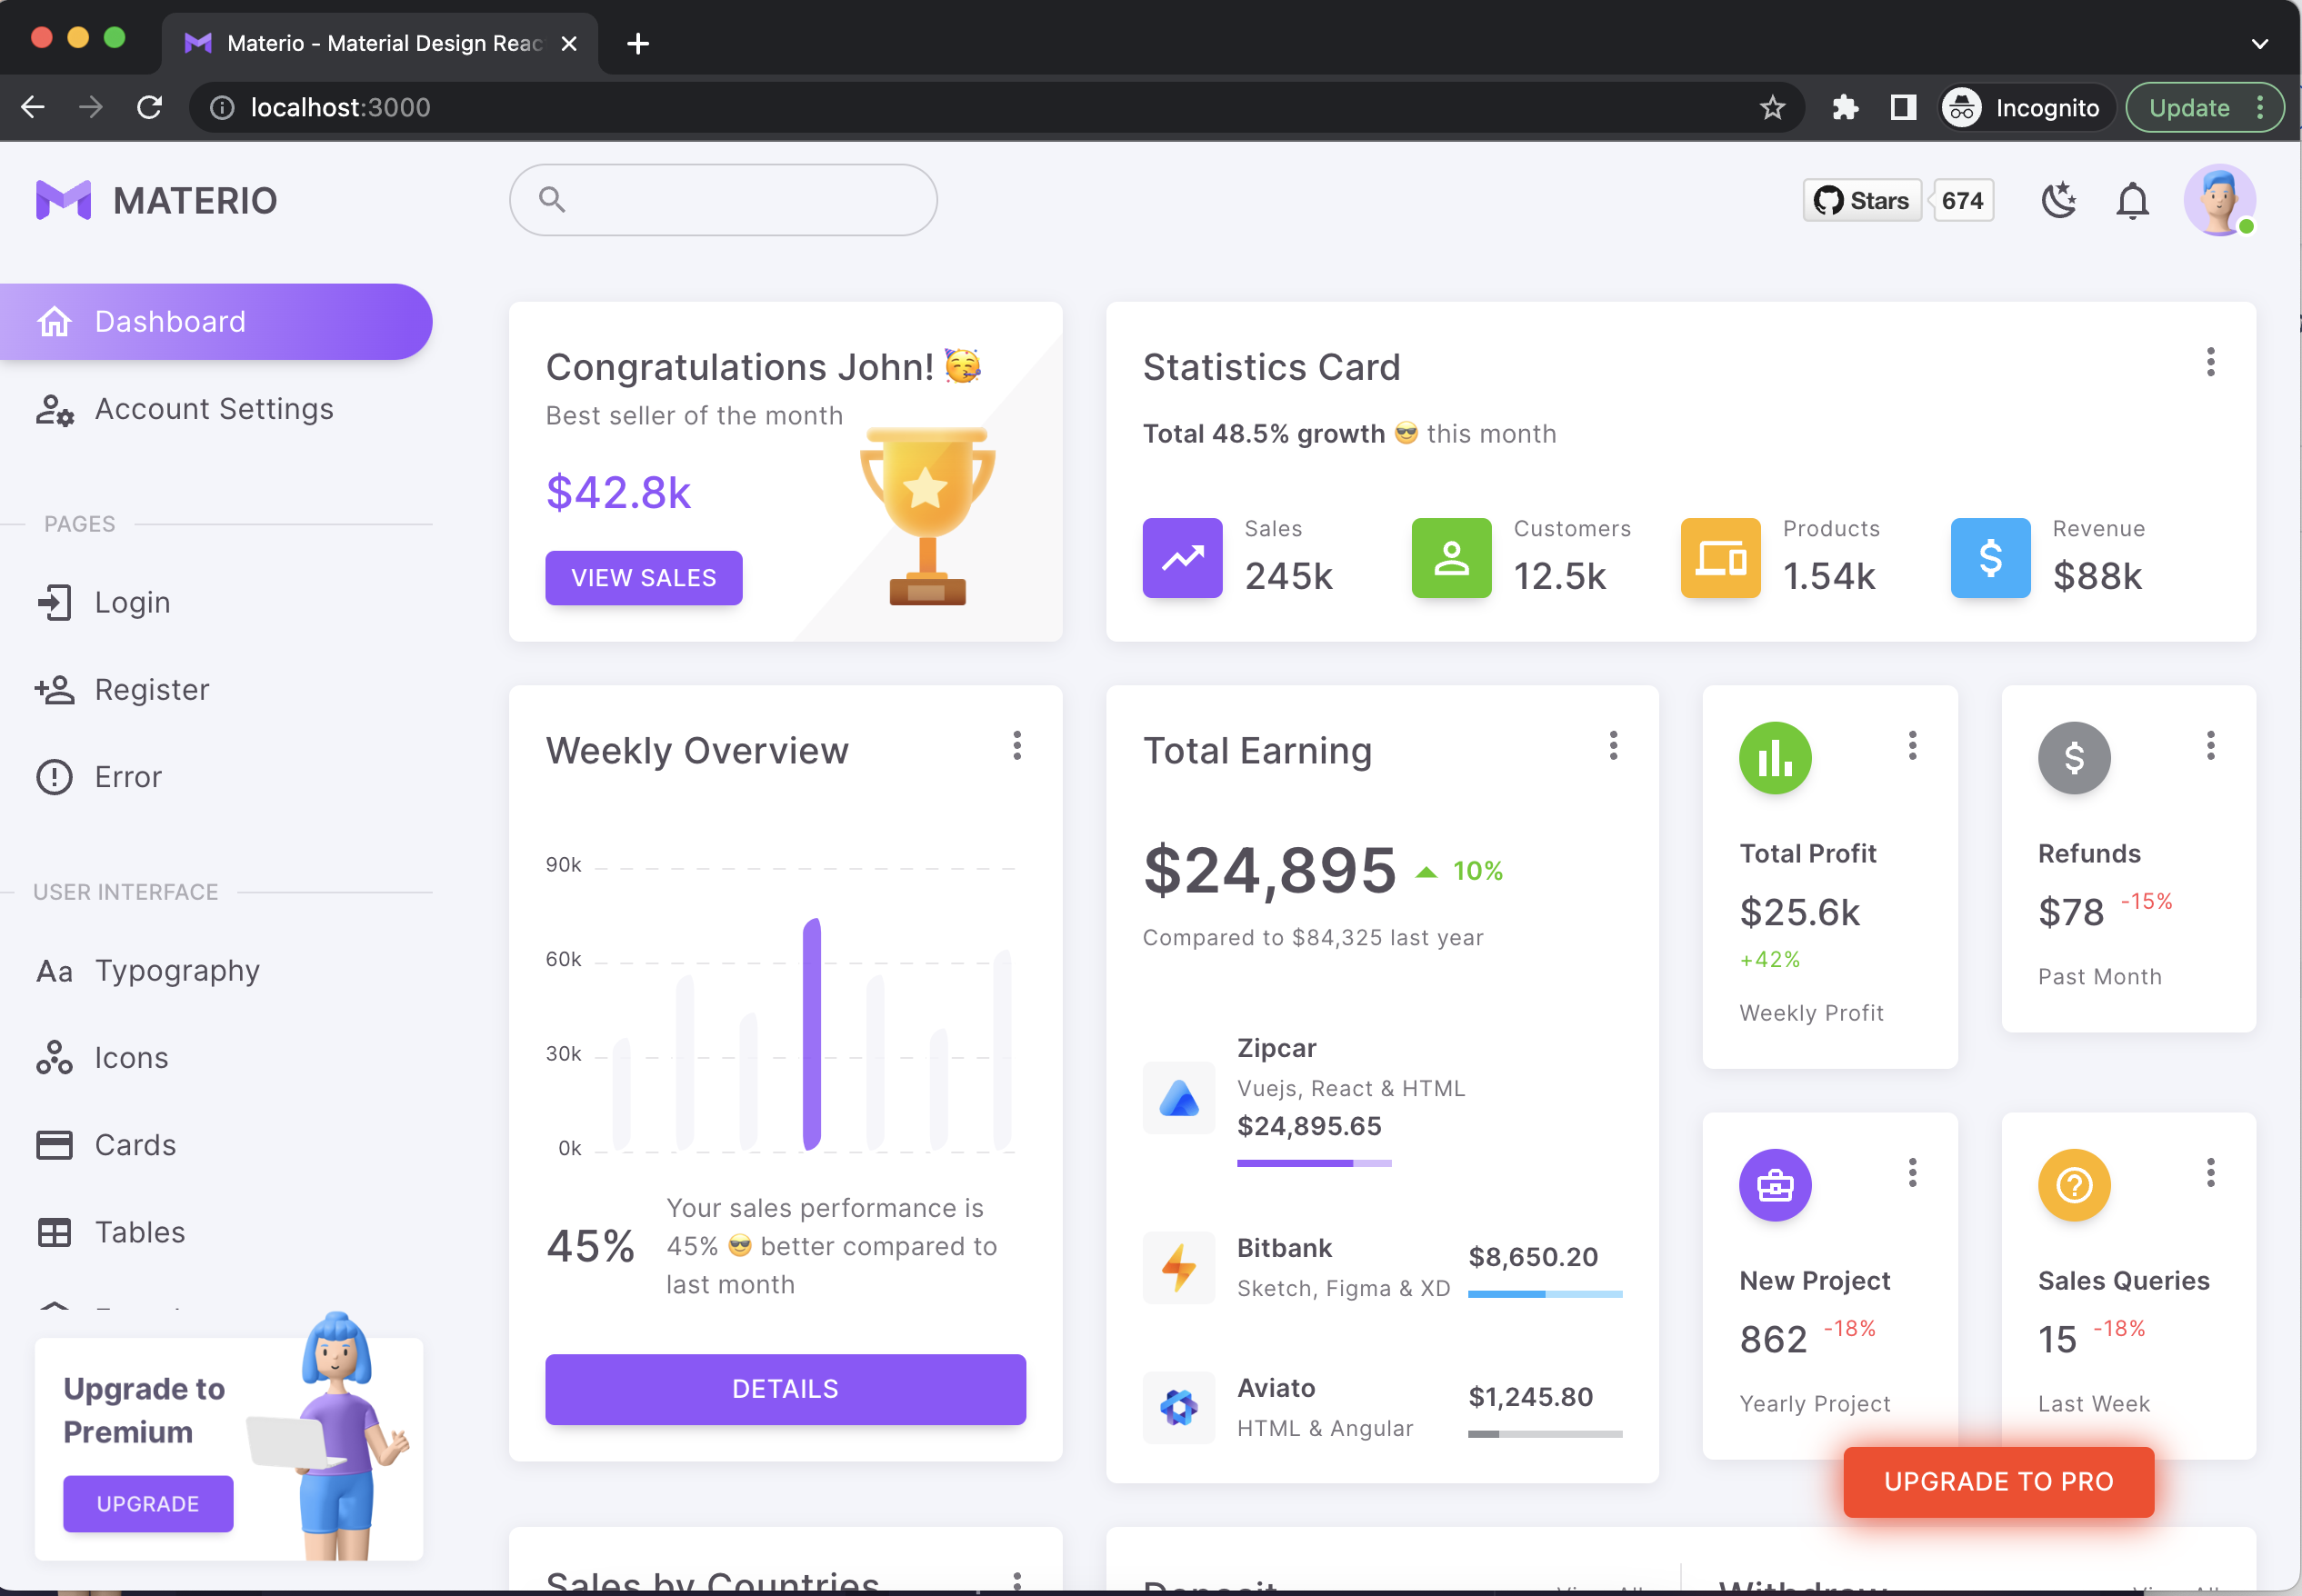 Materio - Material Design Reac
localhost:3000
Incognito
Update
MATERIO
Stars
674
Dashboard
Account Settings
PAGES
Login
Register
Error
USER INTERFACE
Aa Typography
Icons
Cards
Tables
Upgrade to
Premium
UPGRADE
Congratulations John! 🥳
Best seller of the month
$42.8k
VIEW SALES
Statistics Card
Total 48.5% growth 😎 this month
Sales
245k
Customers
12.5k
Products
1.54k
Revenue
$88k
Weekly Overview
90k
60k
30k
0k
45%
Your sales performance is
45% 😎 better compared to
last month
DETAILS
Total Earning
$24,895 10%
Compared to $84,325 last year
Zipcar
Vuejs, React & HTML
$24,895.65
Bitbank
Sketch, Figma & XD
$8,650.20
Aviato
HTML & Angular
$1,245.80
Total Profit
$25.6k
+42%
Weekly Profit
Refunds
$78 -15%
Past Month
New Project
862 -18%
Yearly Project
Sales Queries
15 -18%
Last Week
UPGRADE TO PRO
Sales by Countries
Deposit
View All
Withdraw
View All